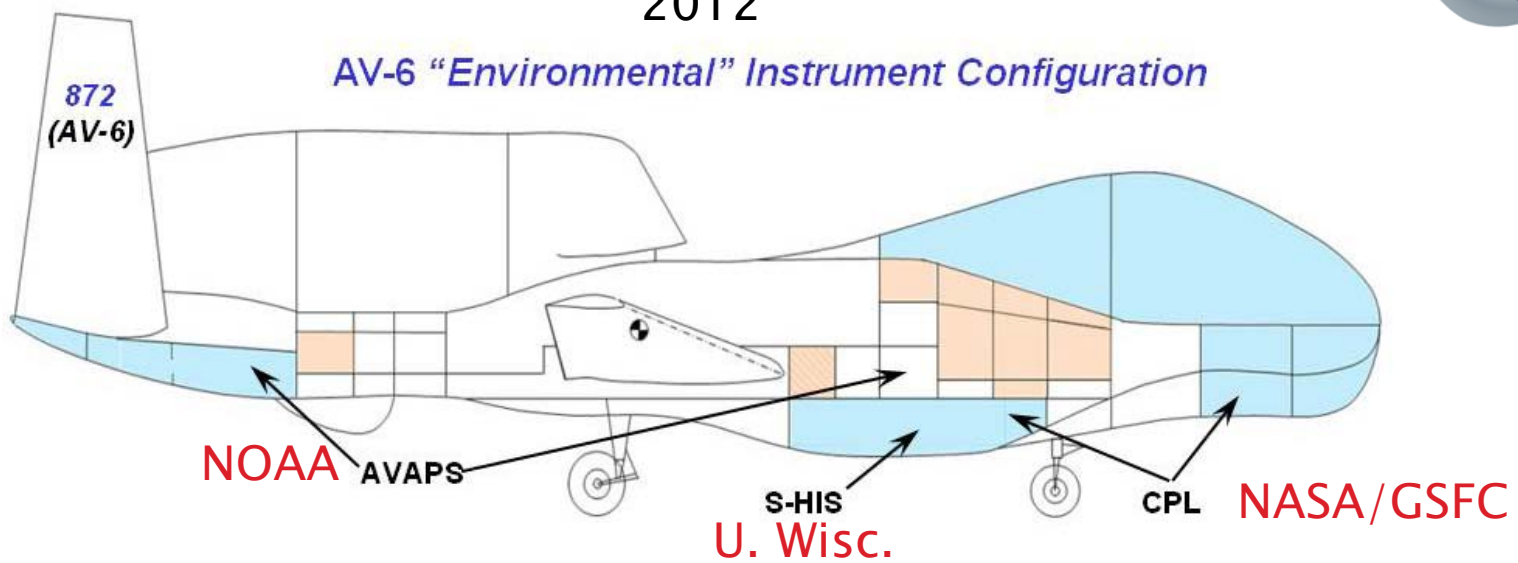 2012
AV-6 “Environmental” Instrument Configuration
872
(AV-6)
NOAA AVAPS
S-HIS
U. Wisc.
CPL NASA/GSFC